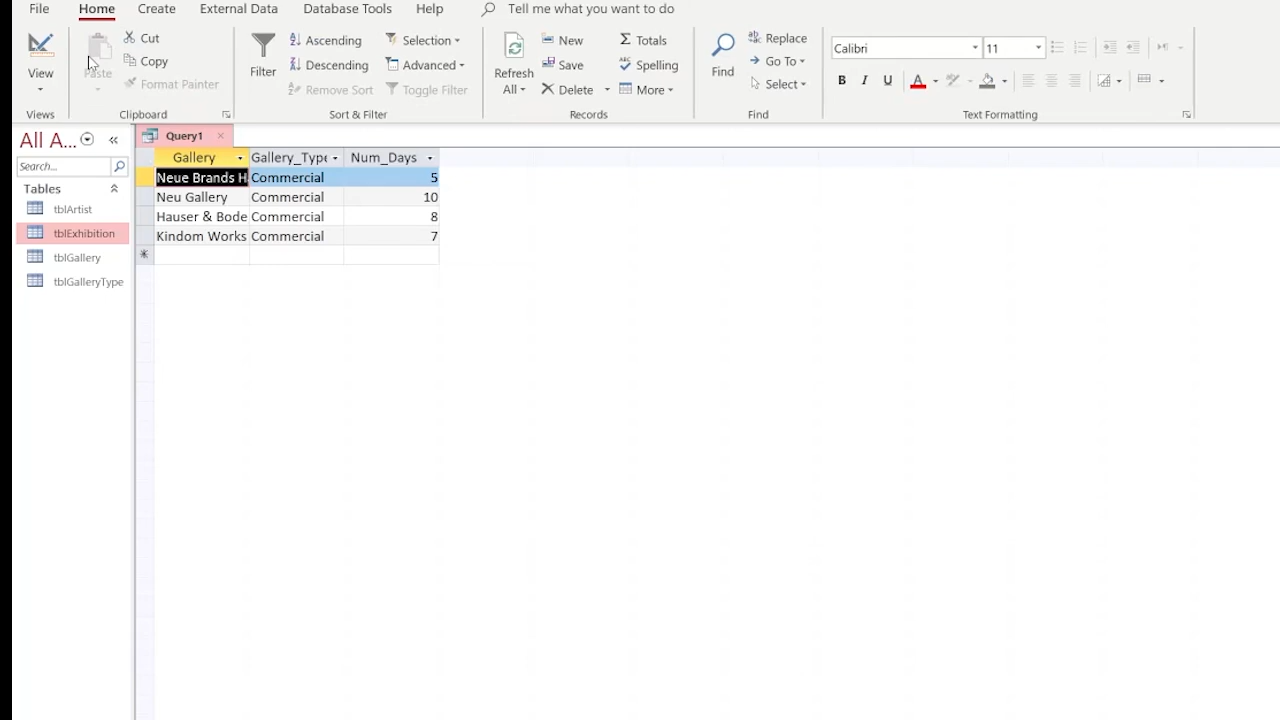 File Home Create External Data Database Tools Help Tell me what you want to do
View
Views
Paste
Cut
Copy
Format Painter
Clipboard
Filter
Ascending
Descending
Remove Sort
Selection
Advanced
Toggle Filter
Sort & Filter
Refresh
All
New
Save
Delete
Totals
Spelling
More
Records
Find
Replace
Go To
Select
Find
Calibri 11
B I U A
Text Formatting
All A... «
Search...
Tables
tblArtist
tblExhibition
tblGallery
tblGalleryType
Query1 ×
Gallery Gallery_Type Num_Days
Neue Brands H Commercial 5
Neu Gallery Commercial 10
Hauser & Bode Commercial 8
Kindom Works Commercial 7